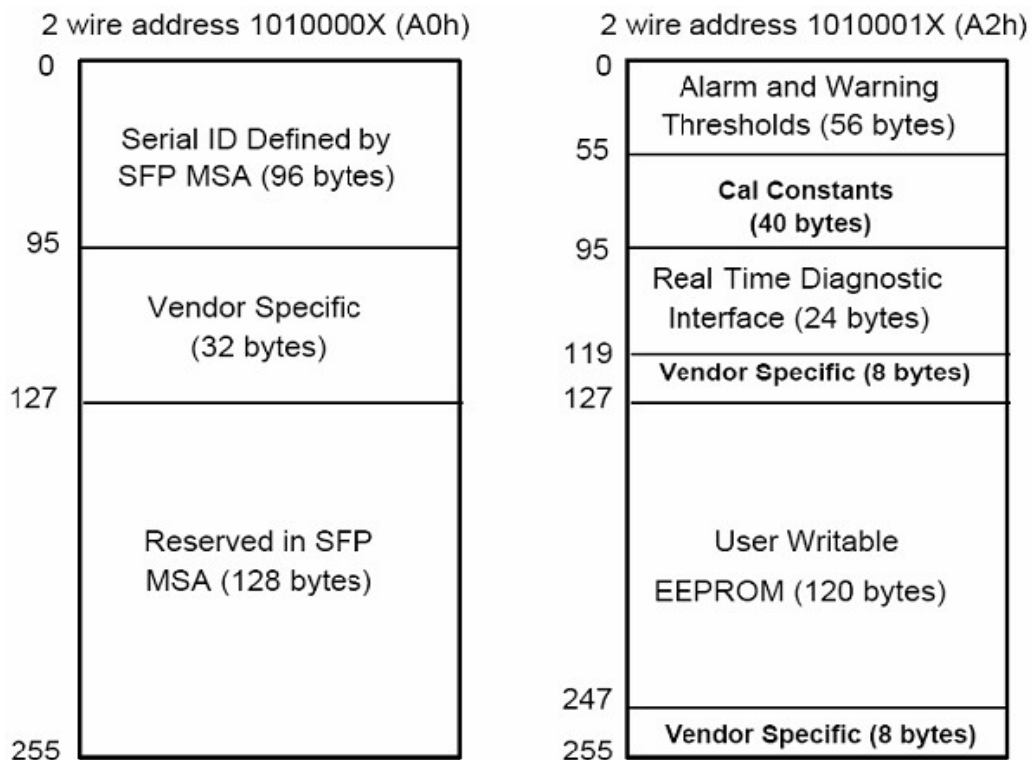 2 wire address 1010000X (A0h)
0
Serial ID Defined by
SFP MSA (96 bytes)
95
Vendor Specific
(32 bytes)
127
Reserved in SFP
MSA (128 bytes)
255
2 wire address 1010001X (A2h)
0
Alarm and Warning
Thresholds (56 bytes)
55
Cal Constants
(40 bytes)
95
Real Time Diagnostic
Interface (24 bytes)
119
Vendor Specific (8 bytes)
127
User Writable
EEPROM (120 bytes)
247
Vendor Specific (8 bytes)
255